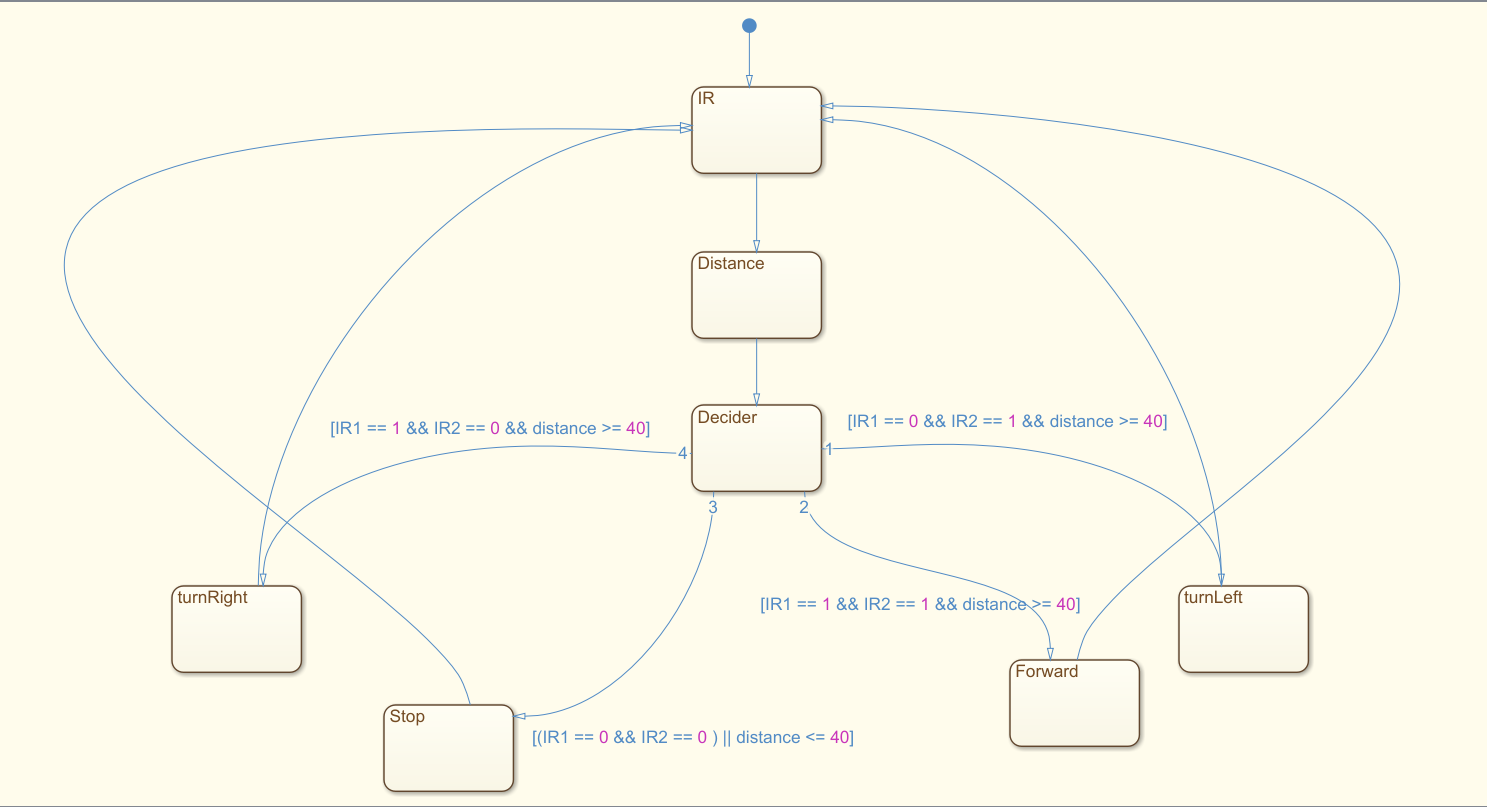 IR
Distance
Decider
[IR1 == 1 && IR2 == 0 && distance >= 40]
[IR1 == 0 && IR2 == 1 && distance >= 40]
4
1
3
2
turnRight
turnLeft
[IR1 == 1 && IR2 == 1 && distance >= 40]
Forward
Stop
[(IR1 == 0 && IR2 == 0 ) || distance <= 40]